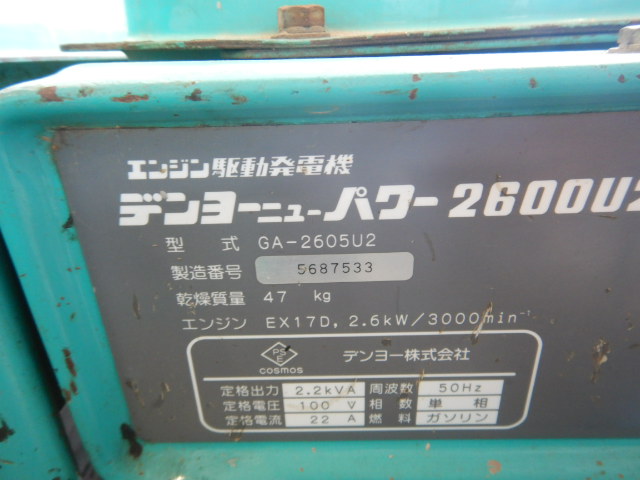 エンジン駆動発電機
デンヨーニューパワー2600U2
型 式 GA-2605U2
製造番号 5687533
乾燥質量 47 kg
エンジン EX17D, 2.6kW/3000min⁻¹
PSE
cosmos
デンヨー株式会社
定格出力 2.2kVA 周波数 50Hz
定格電圧 100 V 相 数 単 相
定格電流 22 A 燃 料 ガソリン